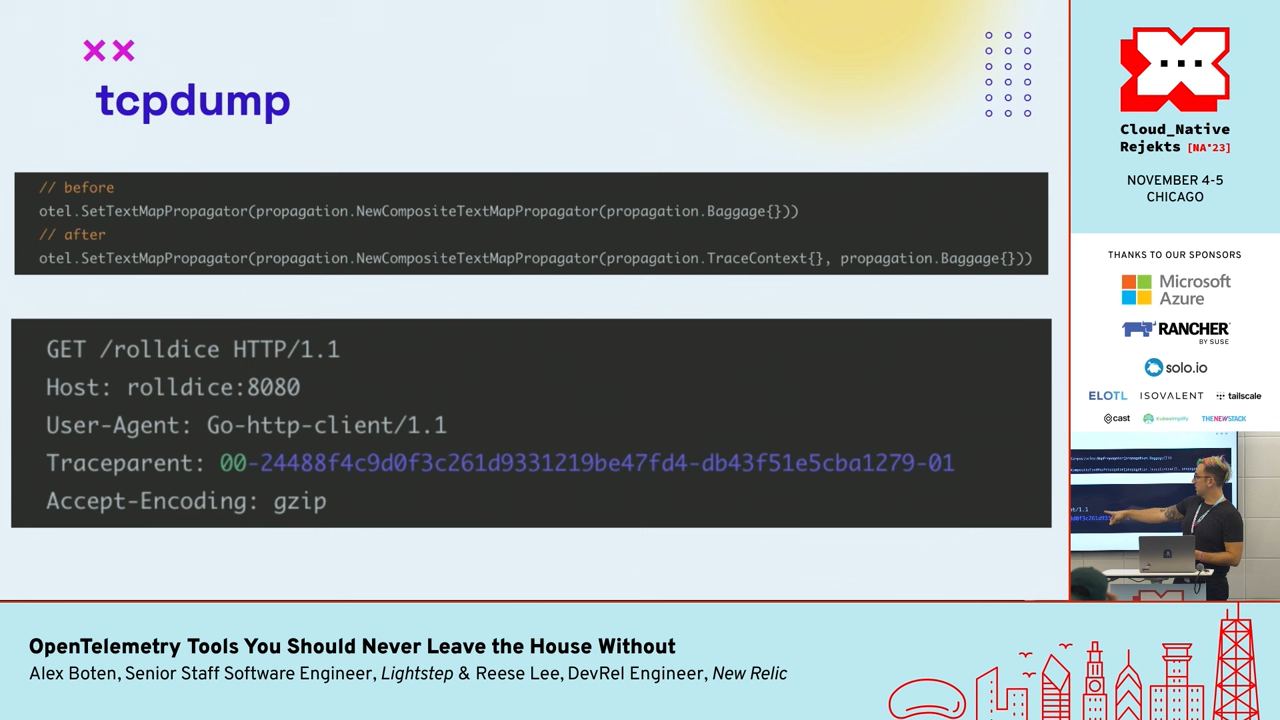 tcpdump
// before
otel.SetTextMapPropagator(propagation.NewCompositeTextMapPropagator(propagation.Baggage{}))
// after
otel.SetTextMapPropagator(propagation.NewCompositeTextMapPropagator(propagation.TraceContext{}, propagation.Baggage{}))
GET /rolldice HTTP/1.1
Host: rolldice:8080
User-Agent: Go-http-client/1.1
Traceparent:
Accept-Encoding: gzip
Cloud_Native
Rejekts [NA'23]
NOVEMBER 4-5
CHICAGO
THANKS TO OUR SPONSORS
Microsoft
Azure
RANCHER
BY SUSE
solo.io
ELOTL ISOVALENT tailscale
cast Kubesimplify THENEWSTACK
OpenTelemetry Tools You Should Never Leave the House Without
Alex Boten, Senior Staff Software Engineer, Lightstep & Reese Lee, DevRel Engineer, New Relic